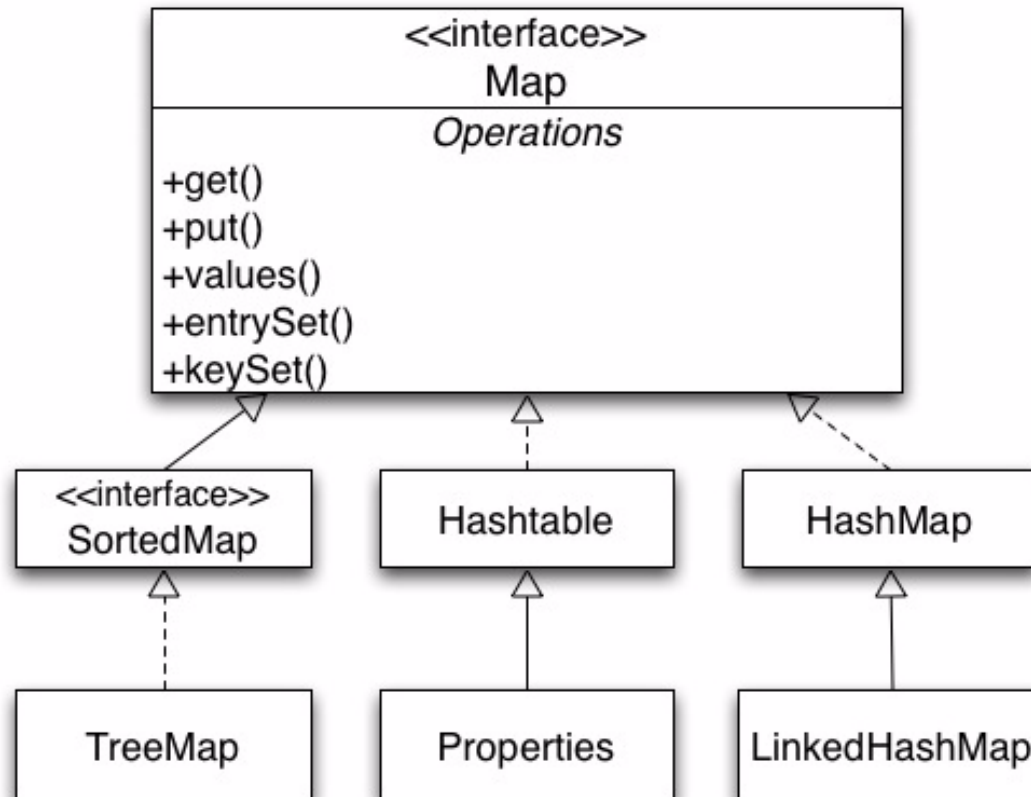 <<interface>>
Map
Operations
+get()
+put()
+values()
+entrySet()
+keySet()
<<interface>>
SortedMap
Hashtable
HashMap
TreeMap
Properties
LinkedHashMap